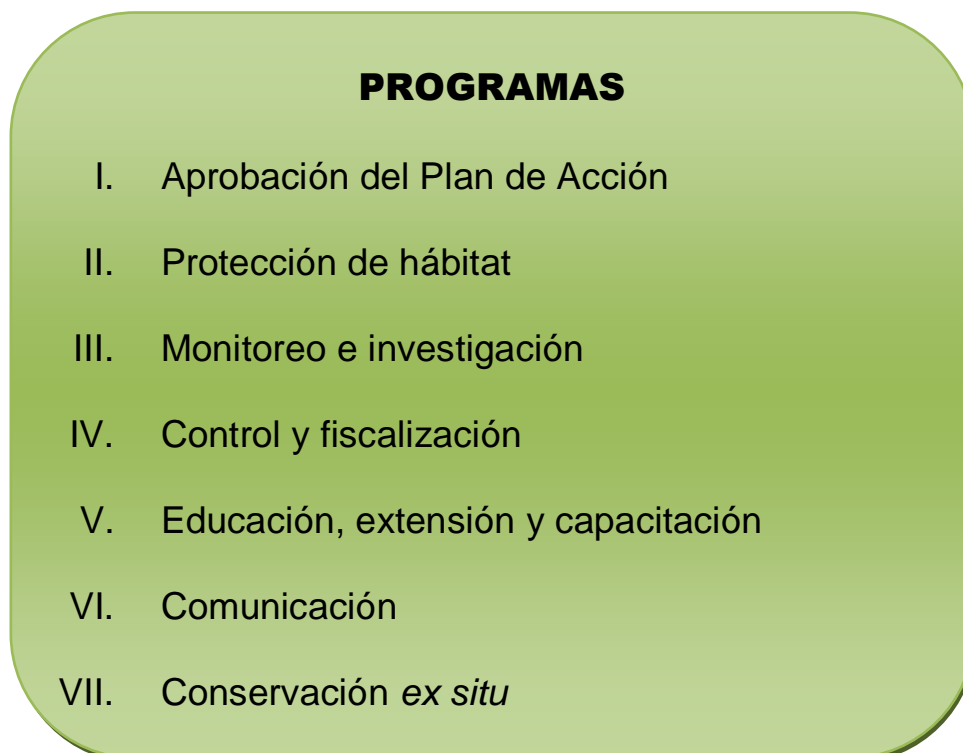 PROGRAMAS
I. Aprobación del Plan de Acción
II. Protección de hábitat
III. Monitoreo e investigación
IV. Control y fiscalización
V. Educación, extensión y capacitación
VI. Comunicación
VII. Conservación ex situ